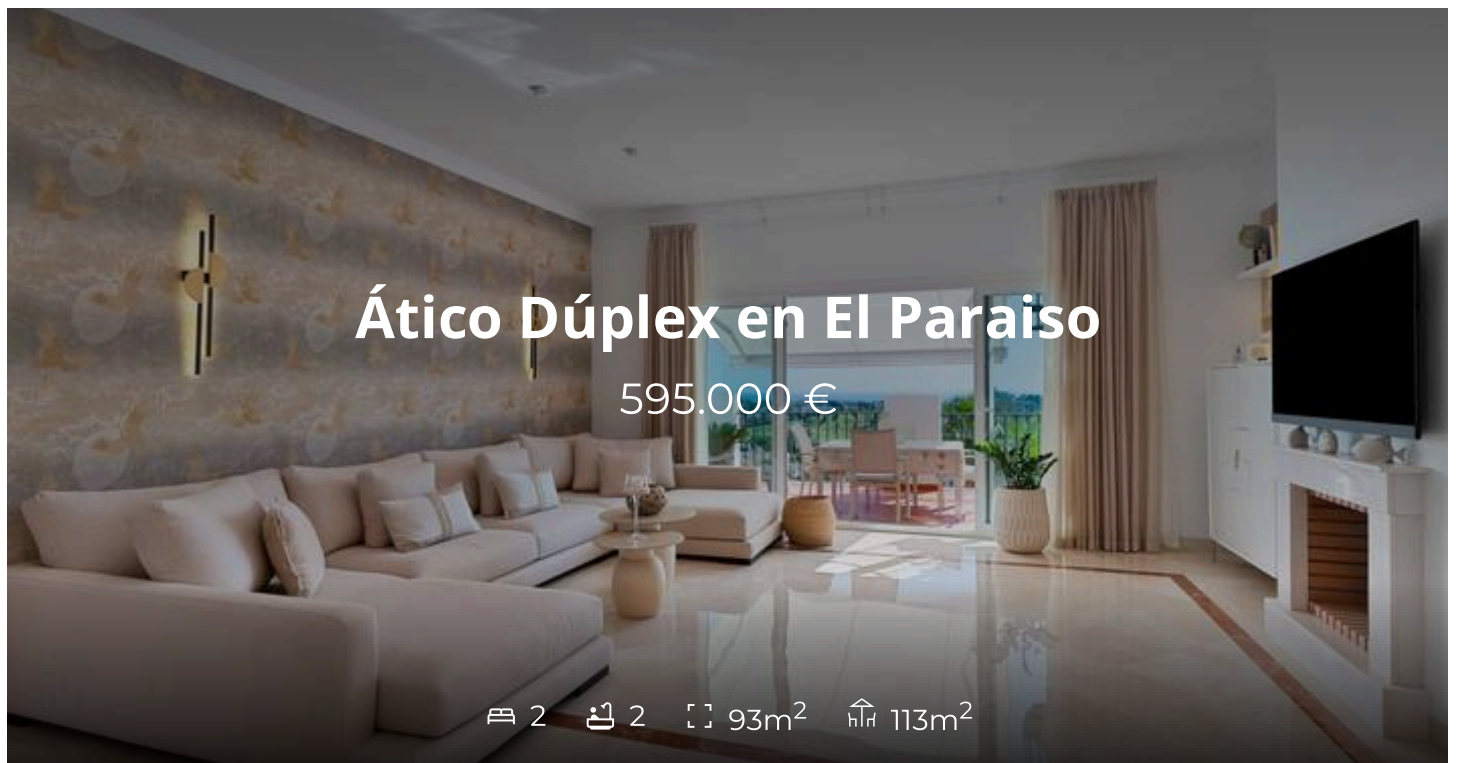 Ático Dúplex en El Paraiso
595.000 €
2 2 93m² 113m²